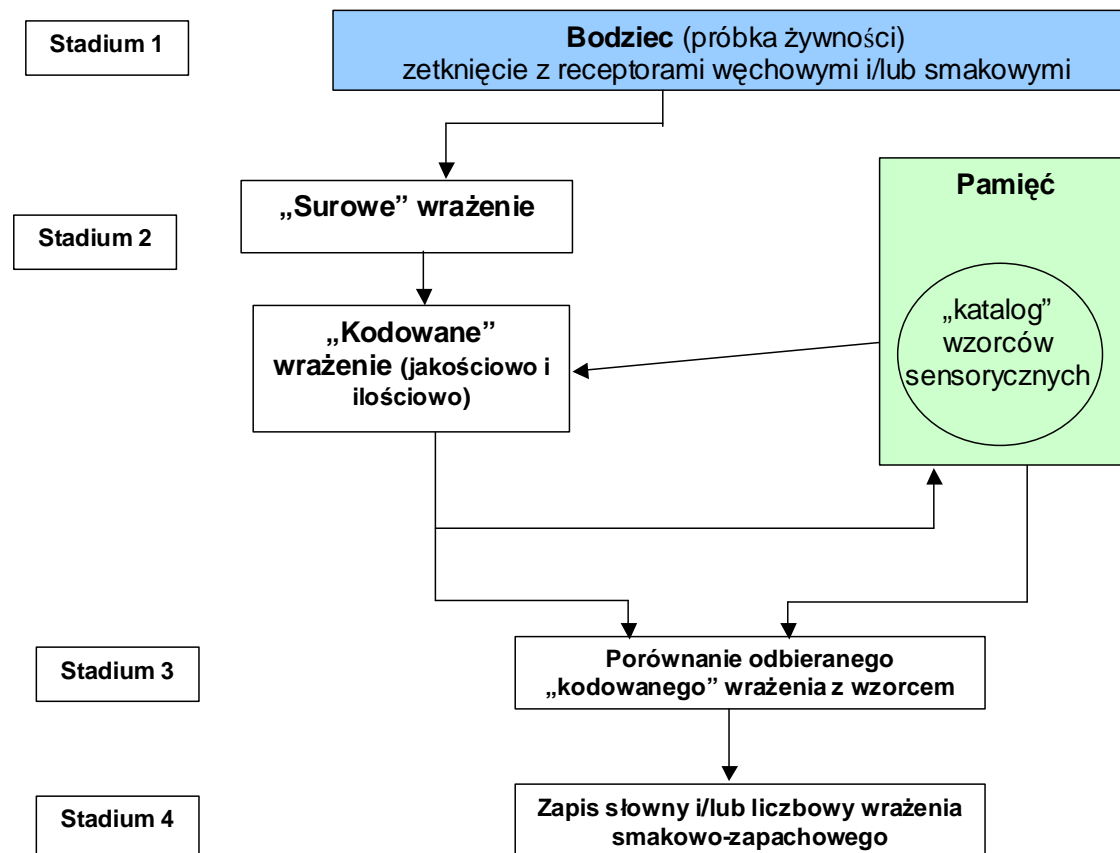 Stadium 1
Bodziec (próbka żywności)
zetknięcie z receptorami węchowymi i/lub smakowymi
„Surowe” wrażenie
Pamięć
Stadium 2
„Kodowane”
wrażenie (jakościowo i
ilościowo)
„katalog”
wzorców
sensorycznych
Stadium 3
Porównanie odbieranego
„kodowanego” wrażenia z wzorcem
Stadium 4
Zapis słowny i/lub liczbowy wrażenia
smakowo-zapachowego